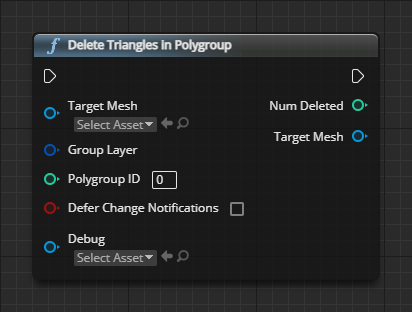 Delete Triangles in Polygroup
Target Mesh
Select Asset
Num Deleted
Target Mesh
Group Layer
Polygroup ID 0
Defer Change Notifications
Debug
Select Asset